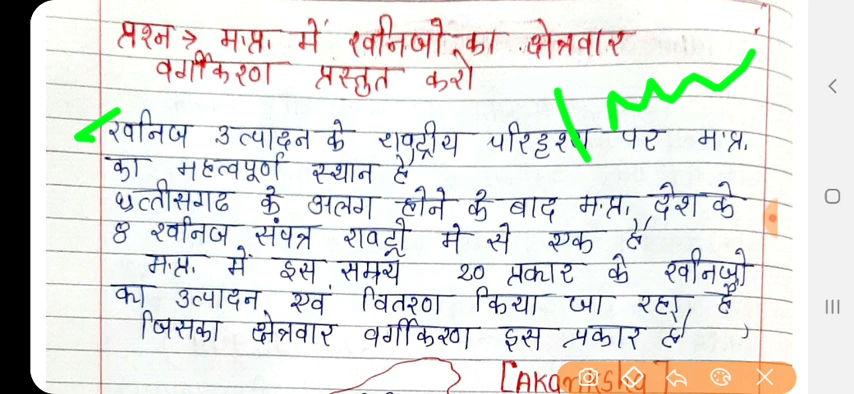 प्रश्न → म.प्र. में खनिजो का क्षेत्रवार
वर्गीकरण प्रस्तुत करो
खनिज उत्पादन के राष्ट्रीय परिदृश्य पर म.प्र.
का महत्वपूर्ण स्थान है,
छत्तीसगढ के अलग होने के बाद म.प्र. देश के
8 खनिज संपन्न राष्ट्रो मे से एक है,
म.प्र. में इस समय 20 प्रकार के खनिजो
का उत्पादन एवं वितरण किया जा रहा है
जिसका क्षेत्रवार वर्गीकरण इस प्रकार है,